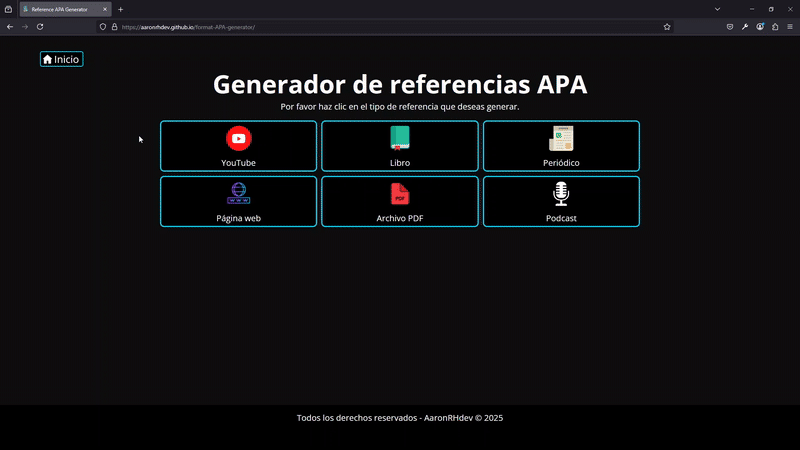 Reference APA Generator
https://aaronrhdev.github.io/format-APA-generator/
Inicio
Generador de referencias APA
Por favor haz clic en el tipo de referencia que deseas generar.
YouTube
Libro
Periódico
WWW
Página web
PDF
Archivo PDF
Podcast
Todos los derechos reservados - AaronRHdev © 2025